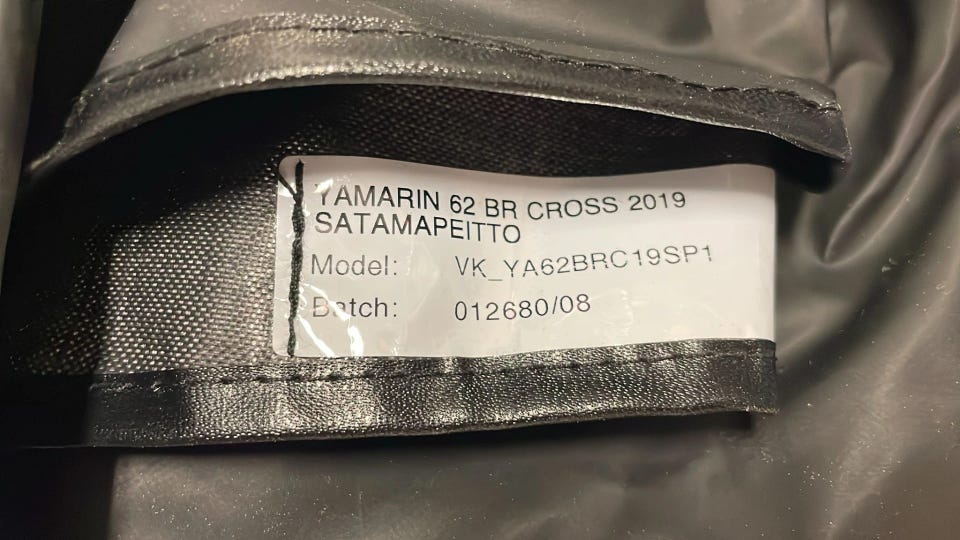 YAMARIN 62 BR CROSS 2019
SATAMAPEITTO
Model: VK_YA62BRC19SP1
Batch: 012680/08